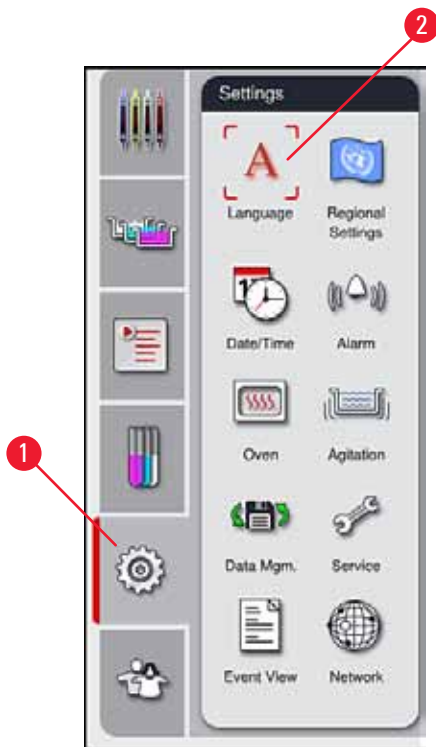 2
Settings
A
Language
Regional
Settings
Date/Time
Alarm
Oven
Agitation
Data Mgm.
Service
Event View
Network
1